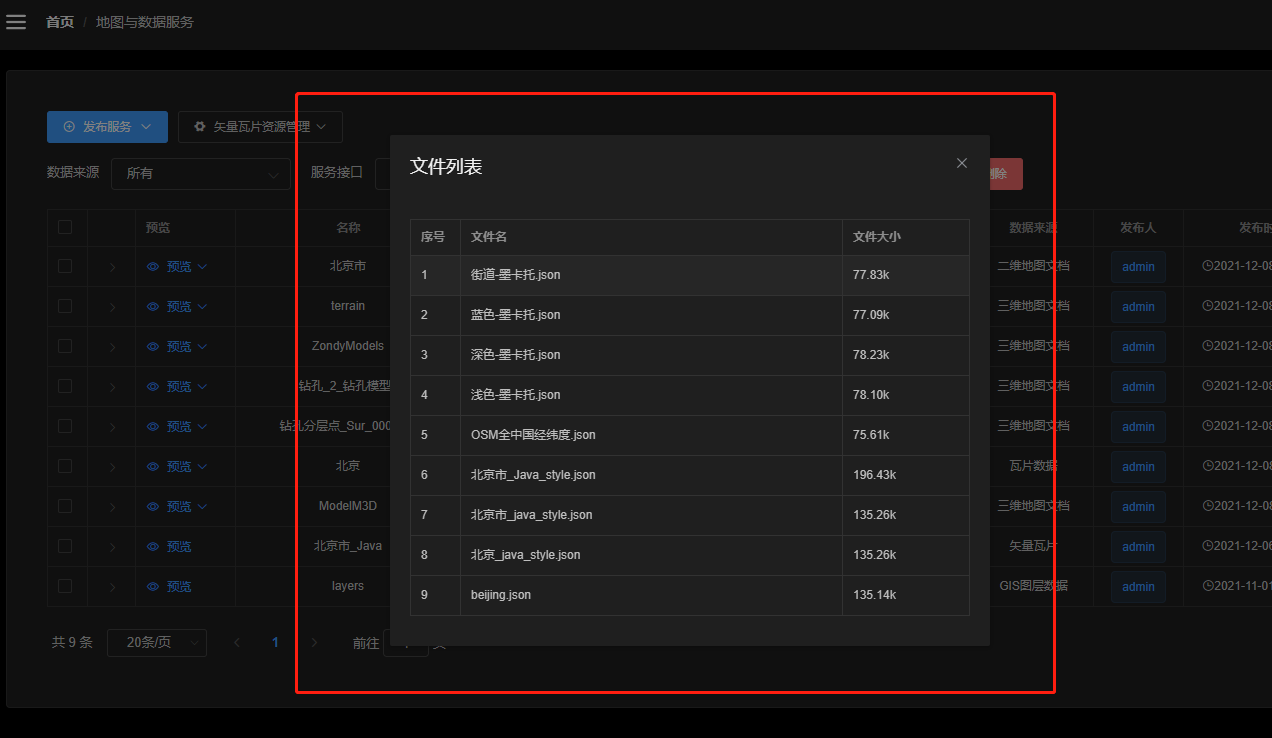 首页 / 地图与数据服务
发布服务 矢量瓦片资源管理
数据来源 所有 服务接口 删除
文件列表
序号 文件名 文件大小
1 街道-墨卡托.json 77.83k
2 蓝色-墨卡托.json 77.09k
3 深色-墨卡托.json 78.23k
4 浅色-墨卡托.json 78.10k
5 OSM全中国经纬度.json 75.61k
6 北京市_Java_style.json 196.43k
7 北京市_java_style.json 135.26k
8 北京_java_style.json 135.26k
9 beijing.json 135.14k
预览 名称 数据来源 发布人 发布时
预览 北京市 二维地图文档 admin 2021-12-08
预览 terrain 三维地图文档 admin 2021-12-08
预览 ZondyModels 三维地图文档 admin 2021-12-08
预览 钻孔_2_钻孔模型 三维地图文档 admin 2021-12-08
预览 钻孔分层点_Sur_000 三维地图文档 admin 2021-12-08
预览 北京 瓦片数据 admin 2021-12-08
预览 ModelM3D 三维地图文档 admin 2021-12-08
预览 北京市_Java 矢量瓦片 admin 2021-12-06
预览 layers GIS图层数据 admin 2021-11-01
共 9 条 20条/页 1 前往